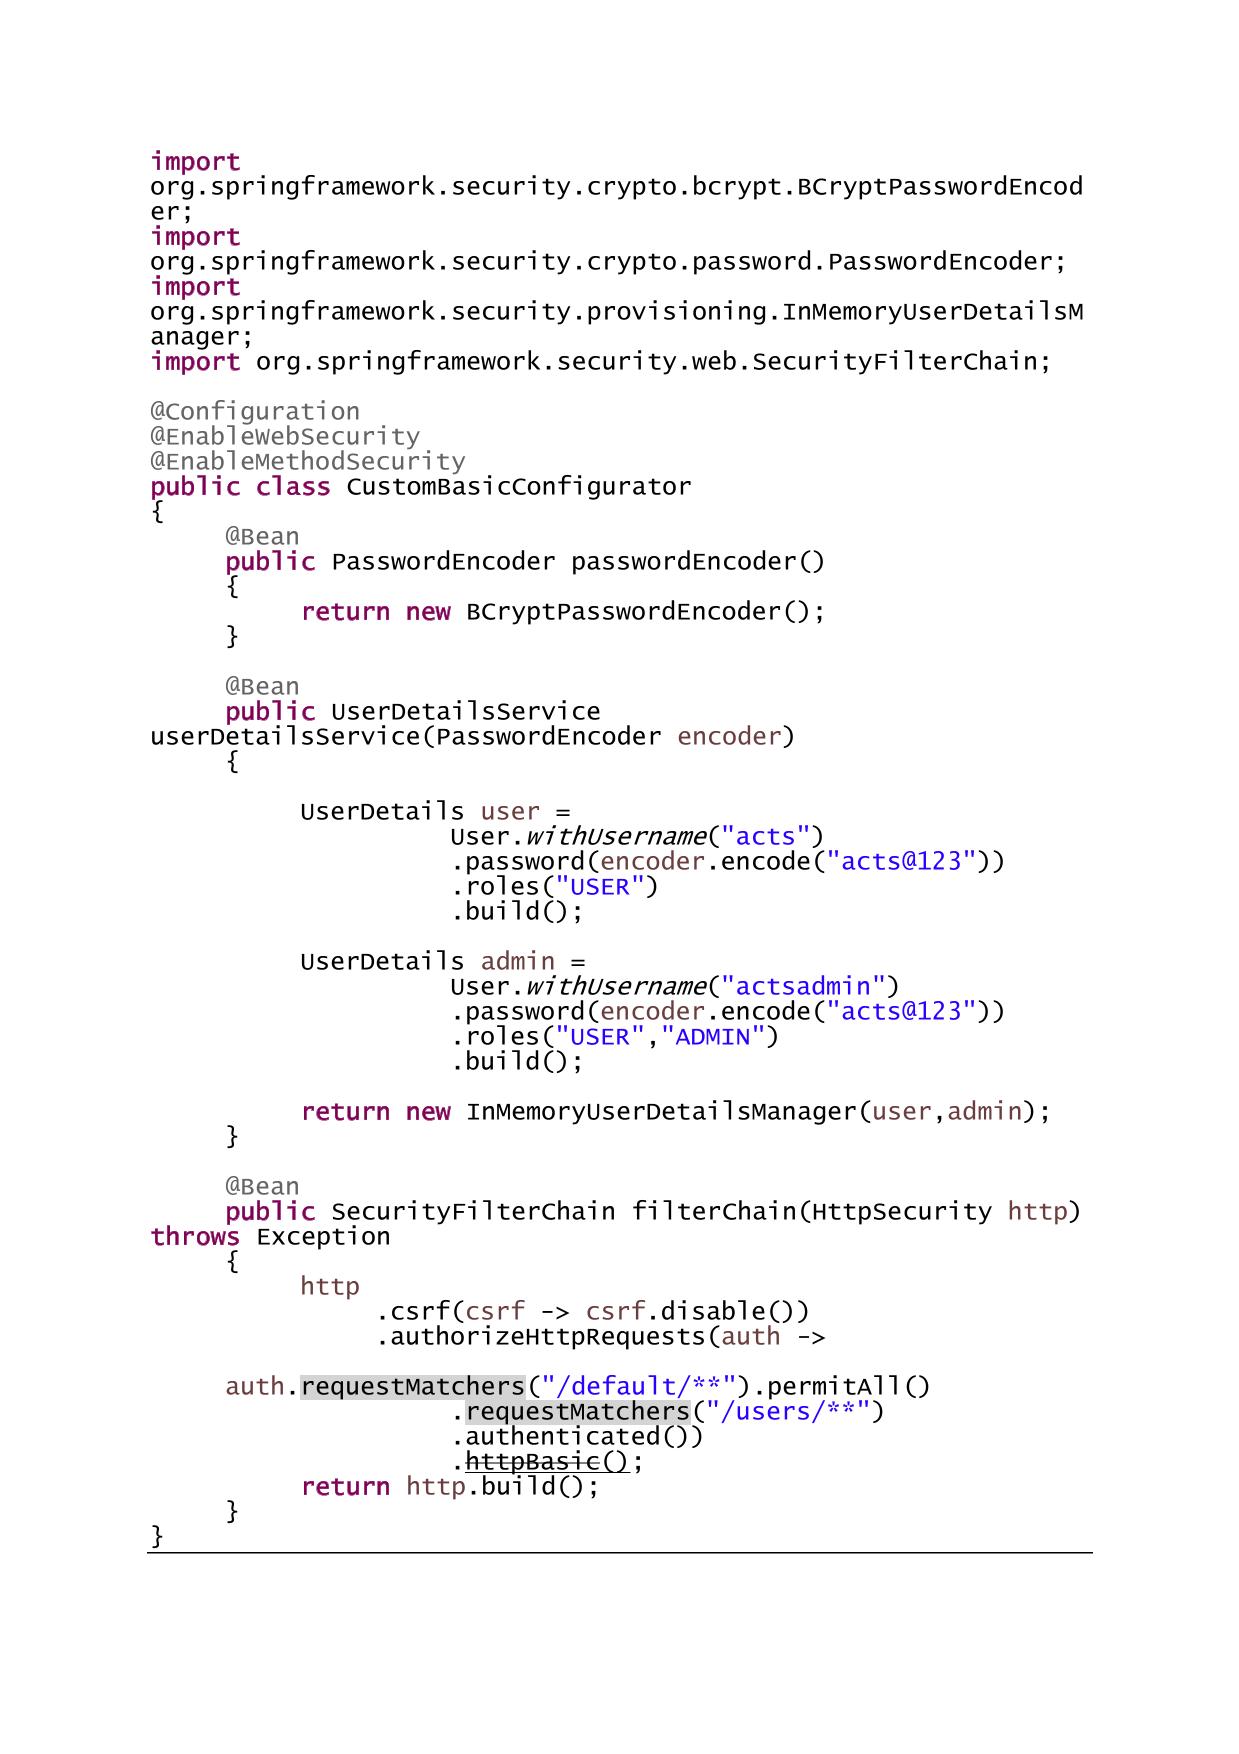 import
org.springframework.security.crypto.bcrypt.BCryptPasswordEncod
er;
import
org.springframework.security.crypto.password.PasswordEncoder;
import
org.springframework.security.provisioning.InMemoryUserDetailsM
anager;
import org.springframework.security.web.SecurityFilterChain;
@Configuration
@EnableWebSecurity
@EnableMethodSecurity
public class CustomBasicConfigurator
{
@Bean
public PasswordEncoder passwordEncoder()
{
return new BCryptPasswordEncoder();
}
@Bean
public UserDetailsService
userDetailsService(PasswordEncoder encoder)
{
UserDetails user =
User.withUsername("acts")
.password(encoder.encode("acts@123"))
.roles("USER")
.build();
UserDetails admin =
User.withUsername("actsadmin")
.password(encoder.encode("acts@123"))
.roles("USER","ADMIN")
.build();
return new InMemoryUserDetailsManager(user,admin);
}
@Bean
public SecurityFilterChain filterChain(HttpSecurity http)
throws Exception
{
http
.csrf(csrf -> csrf.disable())
.authorizeHttpRequests(auth ->
auth.requestMatchers("/default/**").permitAll()
.requestMatchers("/users/**")
.authenticated())
.httpBasic();
return http.build();
}
}